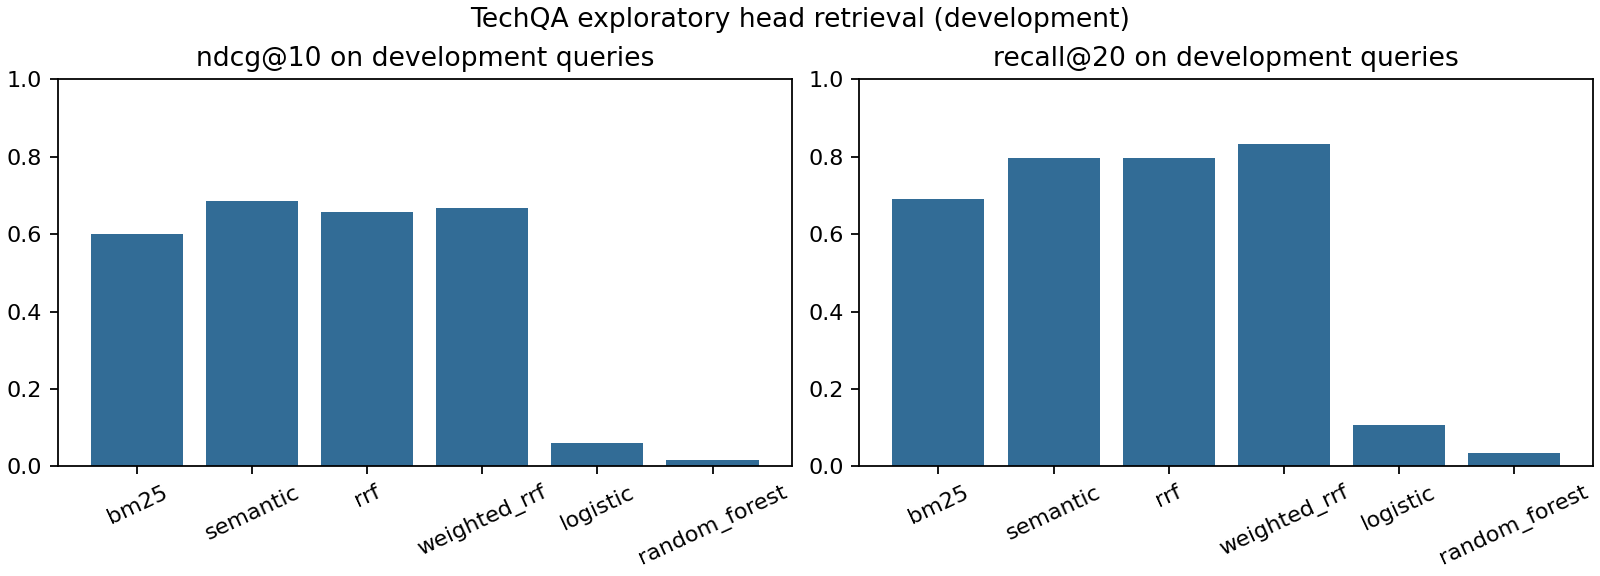 TechQA exploratory head retrieval (development)
ndcg@10 on development queries
1.0
0.8
0.6
0.4
0.2
0.0
bm25
semantic
rrf
weighted_rrf
logistic
random_forest
recall@20 on development queries
1.0
0.8
0.6
0.4
0.2
0.0
bm25
semantic
rrf
weighted_rrf
logistic
random_forest